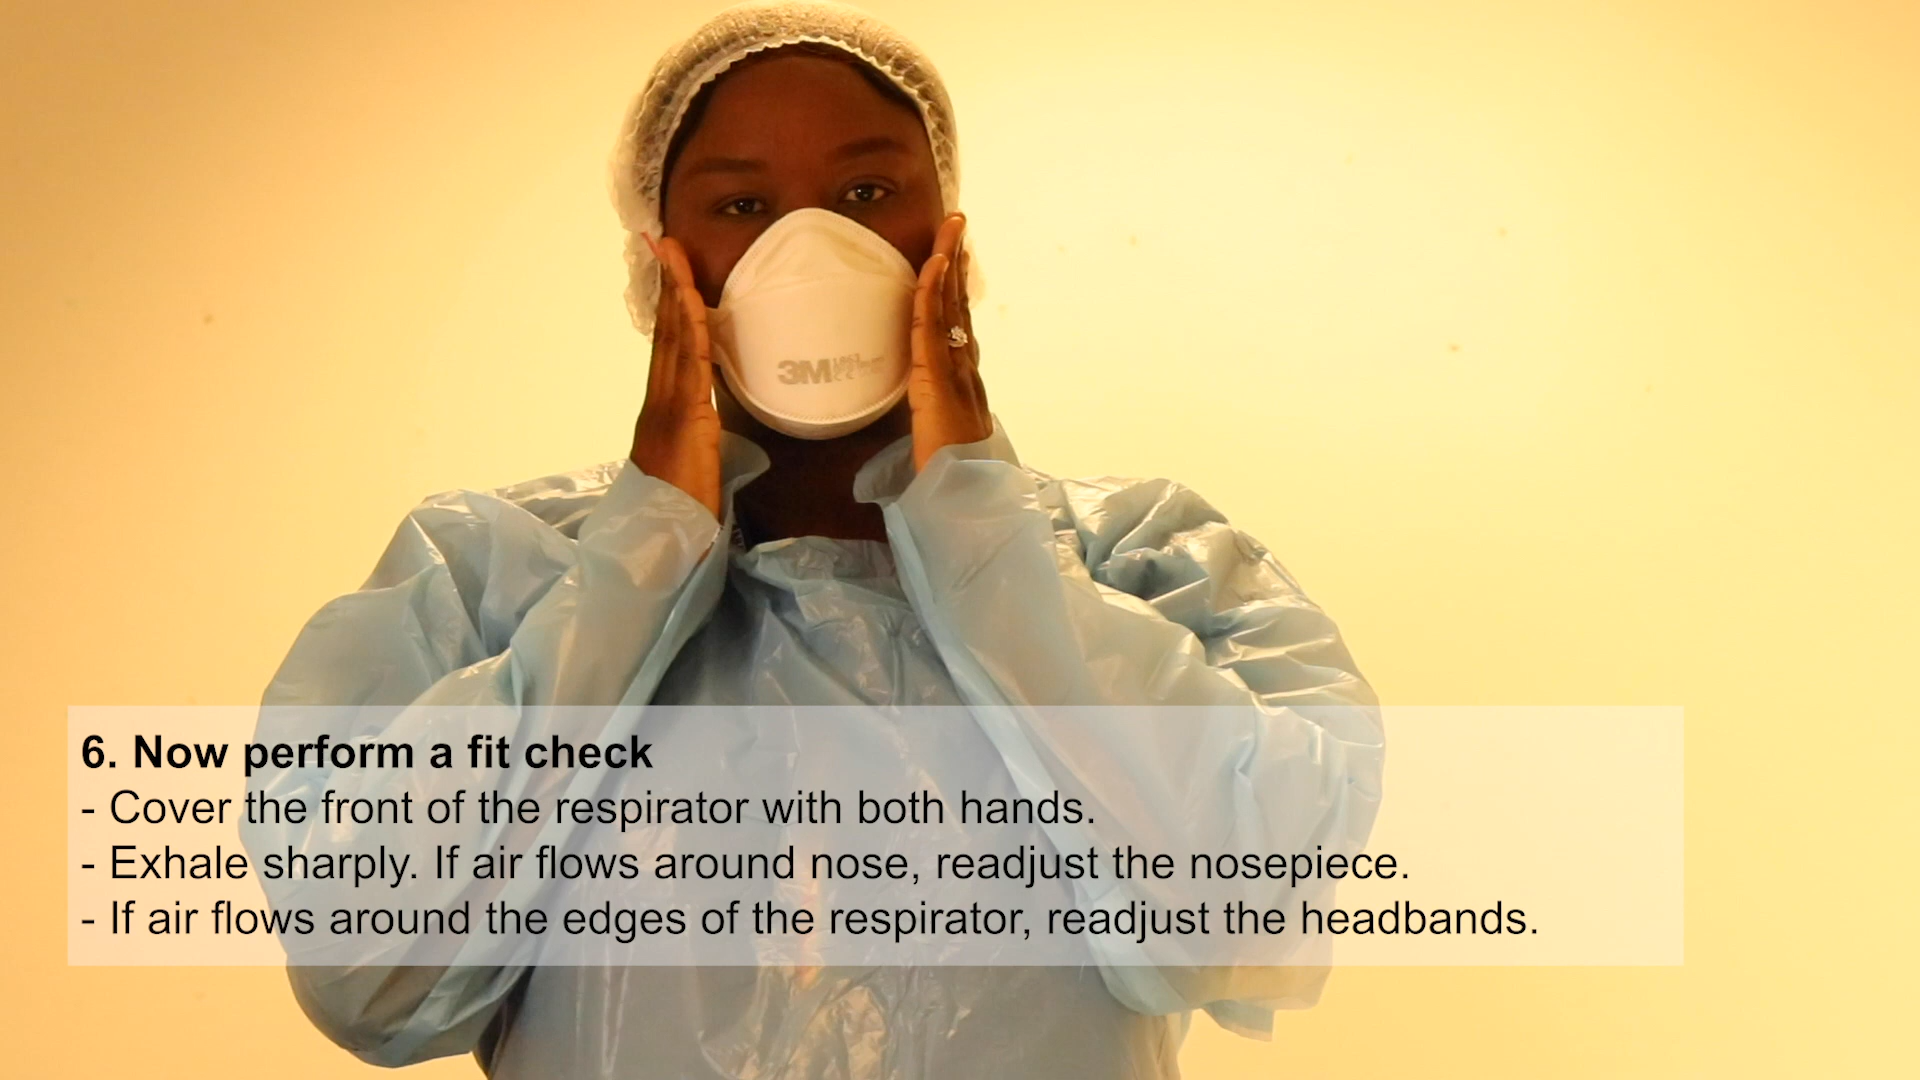 3M
6. Now perform a fit check
- Cover the front of the respirator with both hands.
- Exhale sharply. If air flows around nose, readjust the nosepiece.
- If air flows around the edges of the respirator, readjust the headbands.